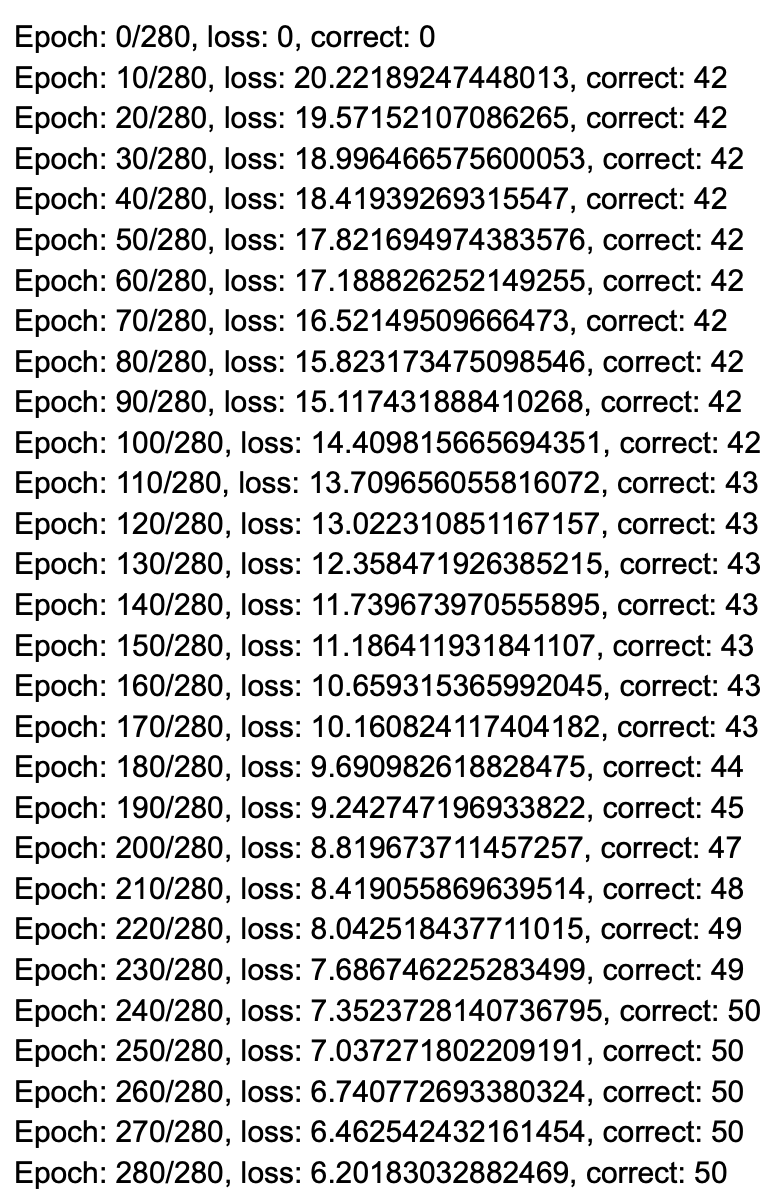 Epoch: 0/280, loss: 0, correct: 0
Epoch: 10/280, loss: 20.22189247448013, correct: 42
Epoch: 20/280, loss: 19.57152107086265, correct: 42
Epoch: 30/280, loss: 18.996466575600053, correct: 42
Epoch: 40/280, loss: 18.41939269315547, correct: 42
Epoch: 50/280, loss: 17.821694974383576, correct: 42
Epoch: 60/280, loss: 17.188826252149255, correct: 42
Epoch: 70/280, loss: 16.52149509666473, correct: 42
Epoch: 80/280, loss: 15.823173475098546, correct: 42
Epoch: 90/280, loss: 15.117431888410268, correct: 42
Epoch: 100/280, loss: 14.409815665694351, correct: 42
Epoch: 110/280, loss: 13.709656055816072, correct: 43
Epoch: 120/280, loss: 13.022310851167157, correct: 43
Epoch: 130/280, loss: 12.358471926385215, correct: 43
Epoch: 140/280, loss: 11.739673970555895, correct: 43
Epoch: 150/280, loss: 11.186411931841107, correct: 43
Epoch: 160/280, loss: 10.659315365992045, correct: 43
Epoch: 170/280, loss: 10.160824117404182, correct: 43
Epoch: 180/280, loss: 9.690982618828475, correct: 44
Epoch: 190/280, loss: 9.242747196933822, correct: 45
Epoch: 200/280, loss: 8.819673711457257, correct: 47
Epoch: 210/280, loss: 8.419055869639514, correct: 48
Epoch: 220/280, loss: 8.042518437711015, correct: 49
Epoch: 230/280, loss: 7.686746225283499, correct: 49
Epoch: 240/280, loss: 7.3523728140736795, correct: 50
Epoch: 250/280, loss: 7.037271802209191, correct: 50
Epoch: 260/280, loss: 6.740772693380324, correct: 50
Epoch: 270/280, loss: 6.462542432161454, correct: 50
Epoch: 280/280, loss: 6.20183032882469, correct: 50